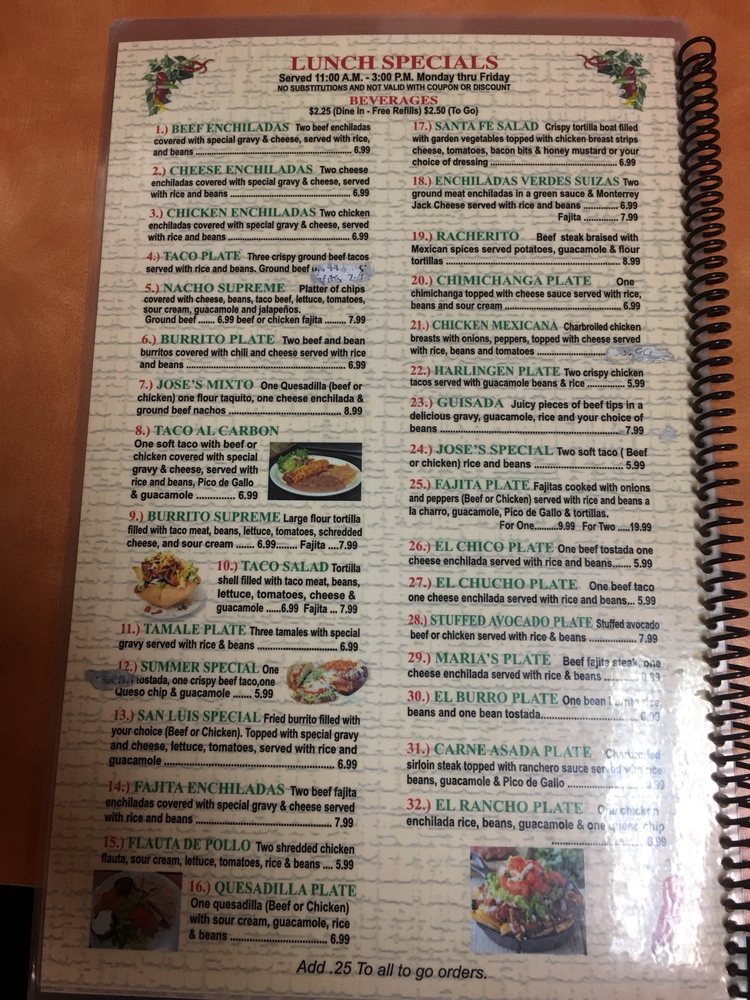 LUNCH SPECIALS
Served 11:00 A.M. - 3:00 P.M. Monday thru Friday
NO SUBSTITUTIONS AND NOT VALID WITH COUPON OR DISCOUNT
BEVERAGES
$2.25 (Dine in - Free Refills) $2.50 (To Go)
1.) BEEF ENCHILADAS Two beef enchiladas
covered with special gravy & cheese, served with rice,
and beans ........ 6.99
2.) CHEESE ENCHILADAS Two cheese
enchiladas covered with special gravy & cheese, served
with rice and beans ........ 6.99
3.) CHICKEN ENCHILADAS Two chicken
enchiladas covered with special gravy & cheese, served
with rice and beans ........ 6.99
4.) TACO PLATE Three crispy ground beef tacos
served with rice and beans. Ground beef
5.) NACHO SUPREME Platter of chips
covered with cheese, beans, taco beef, lettuce, tomatoes,
sour cream, guacamole and jalapeños.
Ground beef ....... 6.99 beef or chicken fajita ........ 7.99
6.) BURRITO PLATE Two beef and bean
burritos covered with chili and cheese served with rice
and beans ........ 6.99
7.) JOSE'S MIXTO One Quesadilla (beef or
chicken) one flour taquito, one cheese enchilada &
ground beef nachos ........ 8.99
8.) TACO AL CARBON
One soft taco with beef or
chicken covered with special
gravy & cheese, served with
rice and beans, Pico de Gallo
& guacamole .............. 6.99
9.) BURRITO SUPREME Large flour tortilla
filled with taco meat, beans, lettuce, tomatoes, schredded
cheese, and sour cream ....... 6.99........ Fajita ....7.99
10.) TACO SALAD Tortilla
shell filled with taco meat, beans,
lettuce, tomatoes, cheese &
guacamole ......6.99 Fajita ... 7.99
11.) TAMALE PLATE Three tamales with special
gravy served with rice & beans ........ 6.99
12.) SUMMER SPECIAL One
tostada, one crispy beef taco,one
Queso chip & guacamole ....... 5.99
13.) SAN LUIS SPECIAL Fried burrito filled with
your choice (Beef or Chicken). Topped with special gravy
and cheese, lettuce, tomatoes, served with rice and
guacamole ........ 6.99
14.) FAJITA ENCHILADAS Two beef fajita
enchiladas covered with special gravy & cheese served
with rice and beans ........ 7.99
15.) FLAUTA DE POLLO Two shredded chicken
flauta, sour cream, lettuce, tomatoes, rice & beans .... 5.99
16.) QUESADILLA PLATE
One quesadilla (Beef or Chicken)
with sour cream, guacamole, rice
& beans ........ 6.99
17.) SANTA FE SALAD Crispy tortilla boat filled
with garden vegetables topped with chicken breast strips
cheese, tomatoes, bacon bits & honey mustard or your
choice of dressing ........ 6.99
18.) ENCHILADAS VERDES SUIZAS Two
ground meat enchiladas in a green sauce & Monterrey
Jack Cheese served with rice and beans .............. 6.99
Fajita .............. 7.99
19.) RACHERITO Beef steak braised with
Mexican spices served potatoes, guacamole & flour
tortillas ........ 8.99
20.) CHIMICHANGA PLATE One
chimichanga topped with cheese sauce served with rice,
beans and sour cream ........ 6.99
21.) CHICKEN MEXICANA Charbroiled chicken
breasts with onions, peppers, topped with cheese served
with rice, beans and tomatoes ........
22.) HARLINGEN PLATE Two crispy chicken
tacos served with guacamole beans & rice .............. 5.99
23.) GUISADA Juicy pieces of beef tips in a
delicious gravy, guacamole, rice and your choice of
beans ........ 7.99
24.) JOSE'S SPECIAL Two soft taco ( Beef
or chicken) rice and beans ........ 5.99
25.) FAJITA PLATE Fajitas cooked with onions
and peppers (Beef or Chicken) served with rice and beans a
la charro, guacamole, Pico de Gallo & tortillas.
For One..........9.99 For Two .....19.99
26.) EL CHICO PLATE One beef tostada one
cheese enchilada served with rice and beans....... 5.99
27.) EL CHUCHO PLATE One beef taco
one cheese enchilada served with rice and beans... 5.99
28.) STUFFED AVOCADO PLATE Stuffed avocado
beef or chicken served with rice & beans ............... 7.99
29.) MARIA'S PLATE Beef fajita steak, one
cheese enchilada served with rice & beans ..........
30.) EL BURRO PLATE One bean burrito rice,
beans and one bean tostada........ 6.99
31.) CARNE ASADA PLATE Charbroiled
sirloin steak topped with ranchero sauce served with rice
beans, guacamole & Pico de Gallo ........
32.) EL RANCHO PLATE One chicken
enchilada rice, beans, guacamole & one queso chip
........ 6.99
Add .25 To all to go orders.